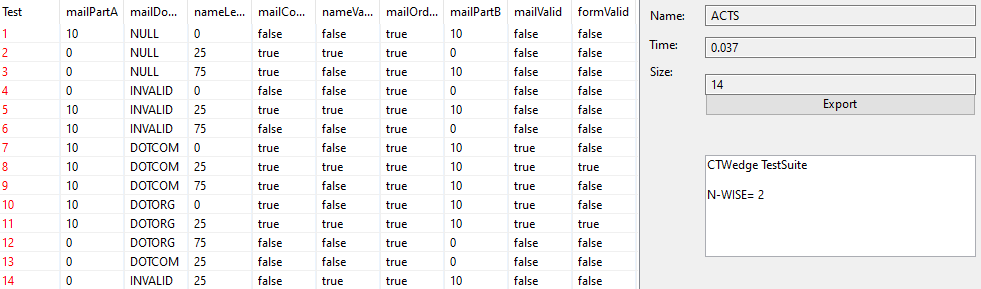 Test mailPartA mailDo... nameLe... mailCo... nameVa... mailOrd... mailPartB mailValid formValid
1 10 NULL 0 false false true 10 false false
2 0 NULL 25 true true true 0 false false
3 0 NULL 75 true false true 10 false false
4 0 INVALID 0 false false true 0 false false
5 10 INVALID 25 true true true 10 false false
6 10 INVALID 75 false false true 0 false false
7 10 DOTCOM 0 true false true 10 true false
8 10 DOTCOM 25 true true true 10 true true
9 10 DOTCOM 75 true false true 10 true false
10 10 DOTORG 0 true false true 10 true false
11 10 DOTORG 25 true true true 10 true true
12 0 DOTORG 75 false false true 0 false false
13 0 DOTCOM 25 false false true 0 false false
14 0 INVALID 25 false true true 10 false false
Name: ACTS
Time: 0.037
Size: 14
Export
CTWedge TestSuite
N-WISE= 2